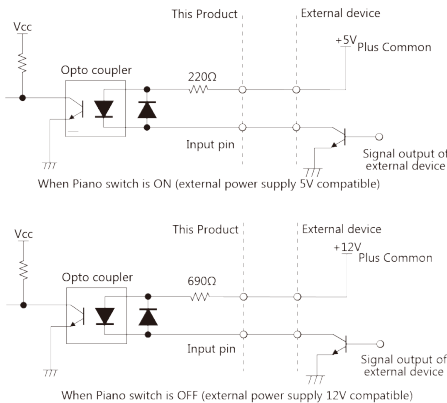 This Product
External device
Vcc
+5V
Plus Common
Opto coupler
220Ω
Input pin
Signal output of
external device
When Piano switch is ON (external power supply 5V compatible)
This Product
External device
Vcc
+12V
Plus Common
Opto coupler
690Ω
Input pin
Signal output of
external device
When Piano switch is OFF (external power supply 12V compatible)